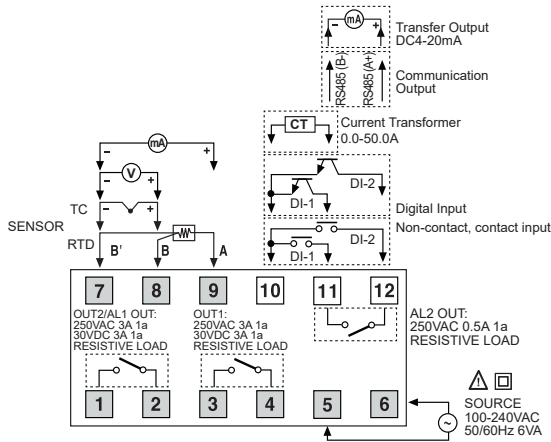 - mA +
Transfer Output
DC4-20mA
RS485(B-)
RS485(A+)
Communication
Output
CT
Current Transformer
0.0-50.0A
- mA +
- V +
TC - +
SENSOR
RTD B' B A
DI-2
DI-1
Digital Input
Non-contact, contact input
DI-2
DI-1
7 8 9 10 11 12
OUT2/AL1 OUT:
250VAC 3A 1a
30VDC 3A 1a
RESISTIVE LOAD
OUT1:
250VAC 3A 1a
30VDC 3A 1a
RESISTIVE LOAD
AL2 OUT:
250VAC 0.5A 1a
RESISTIVE LOAD
1 2 3 4 5 6
SOURCE
100-240VAC
50/60Hz 6VA